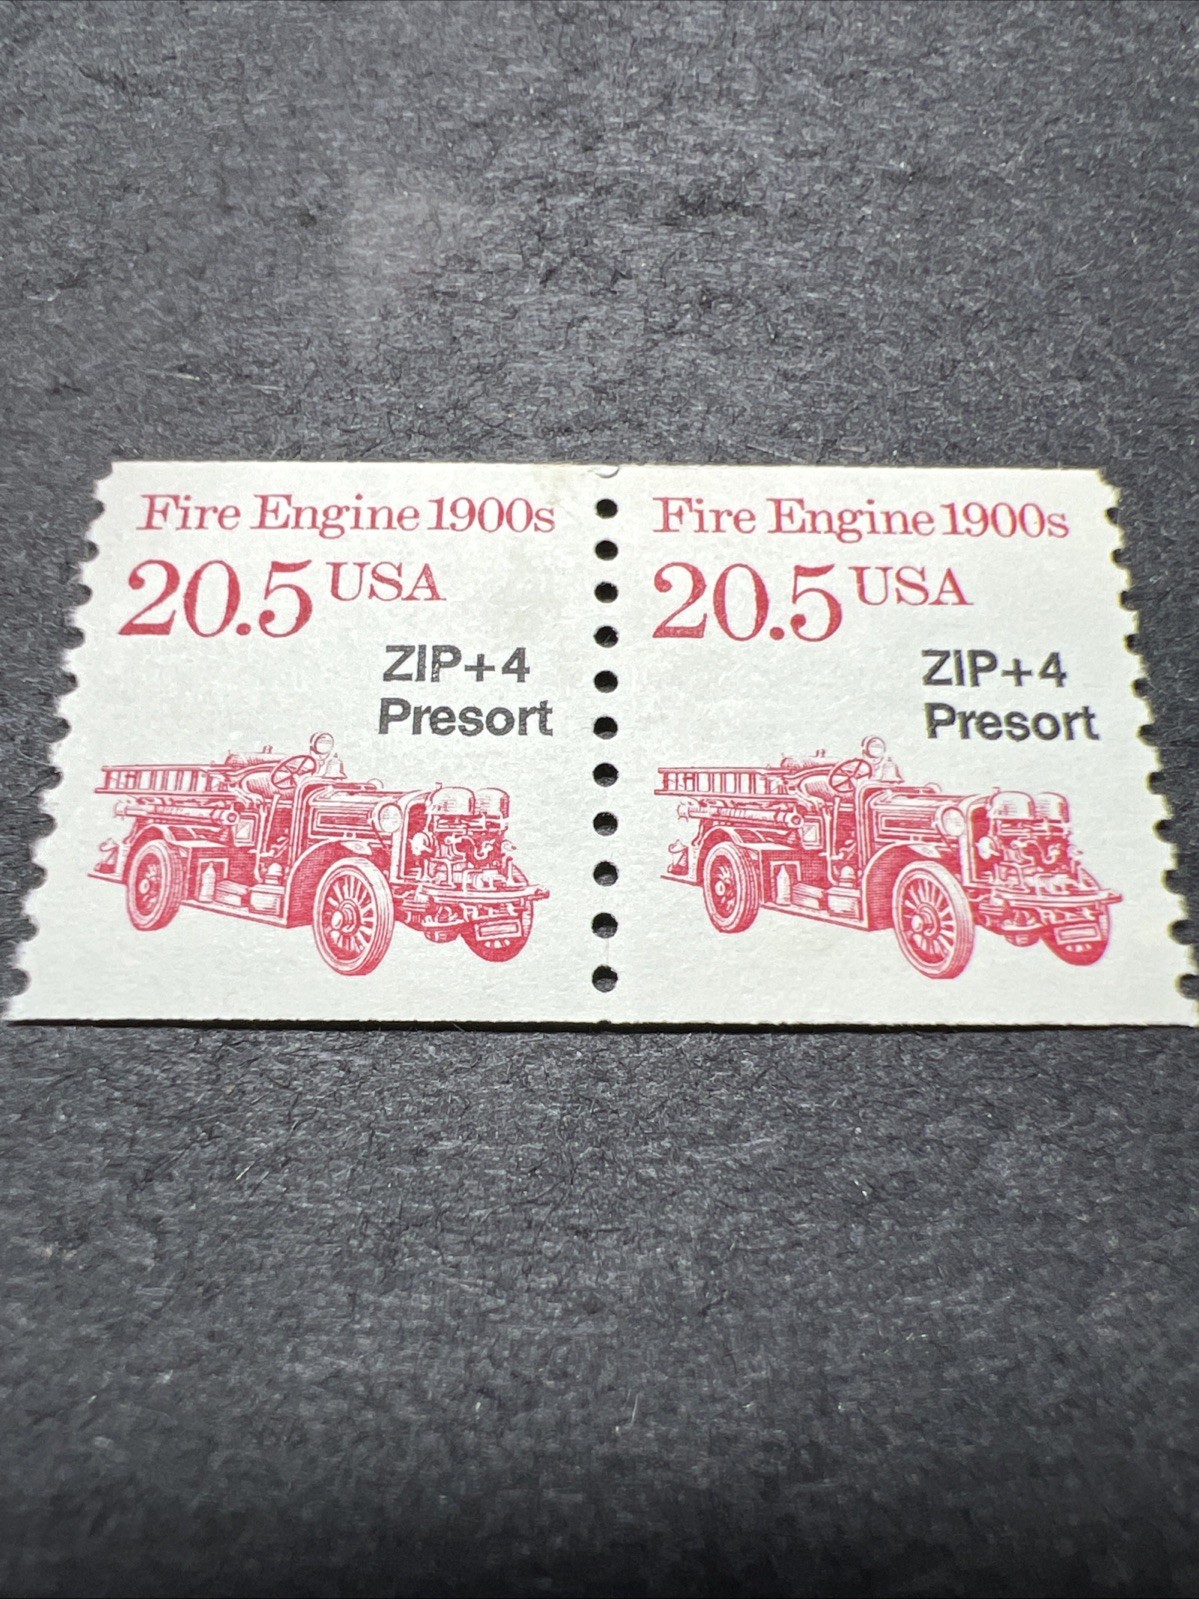 Fire Engine 1900s
20.5 USA
ZIP+4
Presort
Fire Engine 1900s
20.5 USA
ZIP+4
Presort